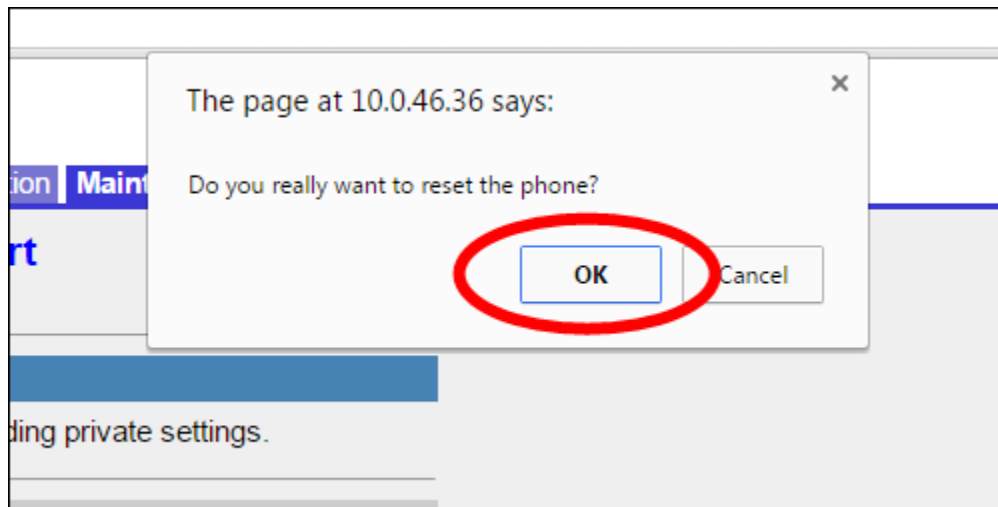 The page at 10.0.46.36 says:
Do you really want to reset the phone?
OK Cancel
tion Maint
rt
ding private settings.